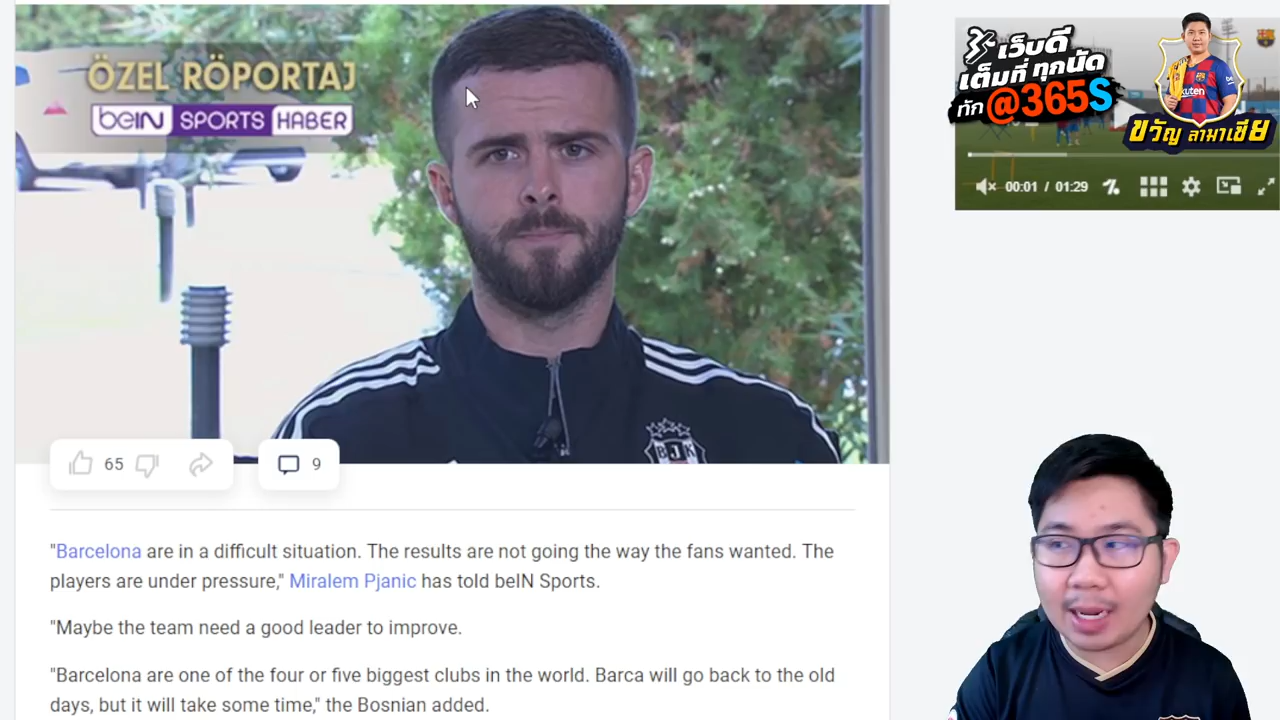 ÖZEL RÖPORTAJ
beIN SPORTS HABER
BJK
65
9
"Barcelona are in a difficult situation. The results are not going the way the fans wanted. The
players are under pressure," Miralem Pjanic has told beIN Sports.
"Maybe the team need a good leader to improve.
"Barcelona are one of the four or five biggest clubs in the world. Barca will go back to the old
days, but it will take some time," the Bosnian added.
เว็บดี
เต็มที่ ทุกนัด
ทัก @365S
ขวัญ ลามาเซีย
00:01 / 01:29